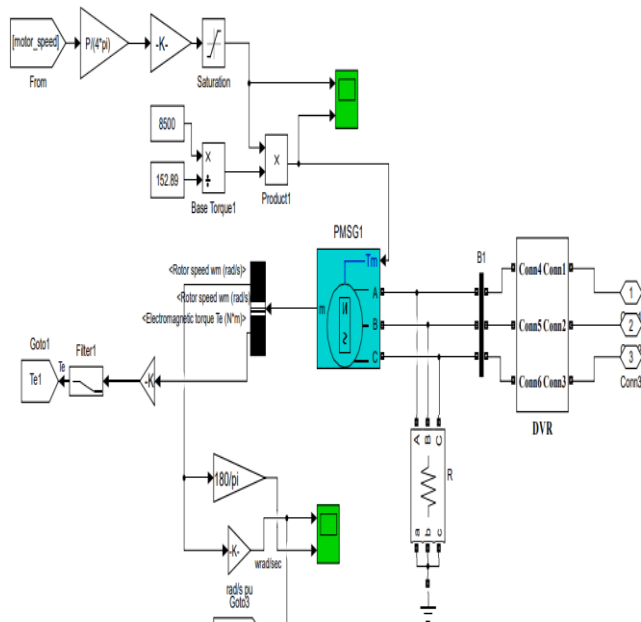 [motor_speed]
P/(4*pi)
-K-
From
Saturation
8500
×
÷
152.89
×
Base Torque1
Product1
PMSG1
Tm
<Rotor speed wm (rad/s)>
<Rotor speed wm (rad/s)
<Electromagnetic torque Te (N*m)>
m
N
S
A
B
C
B1
Conn4 Conn1
Conn5 Conn2
Conn6 Conn3
DVR
1
2
3
Conn3
Goto1
Te1
Te
Filter1
-K
A B C
R
a b c
180/pi
-K-
wrad/sec
rad/s pu
Goto3